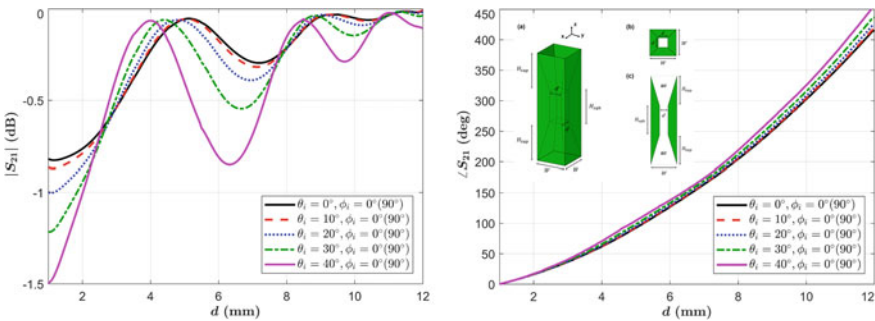 |S₂₁| (dB)
0
-0.5
-1
-1.5
2 4 6 8 10 12
d (mm)
θᵢ = 0°, ϕᵢ = 0°(90°)
θᵢ = 10°, ϕᵢ = 0°(90°)
θᵢ = 20°, ϕᵢ = 0°(90°)
θᵢ = 30°, ϕᵢ = 0°(90°)
θᵢ = 40°, ϕᵢ = 0°(90°)
∠S₂₁ (deg)
450
400
350
300
250
200
150
100
50
0
2 4 6 8 10 12
d (mm)
(a)
(b)
(c)
θᵢ = 0°, ϕᵢ = 0°(90°)
θᵢ = 10°, ϕᵢ = 0°(90°)
θᵢ = 20°, ϕᵢ = 0°(90°)
θᵢ = 30°, ϕᵢ = 0°(90°)
θᵢ = 40°, ϕᵢ = 0°(90°)